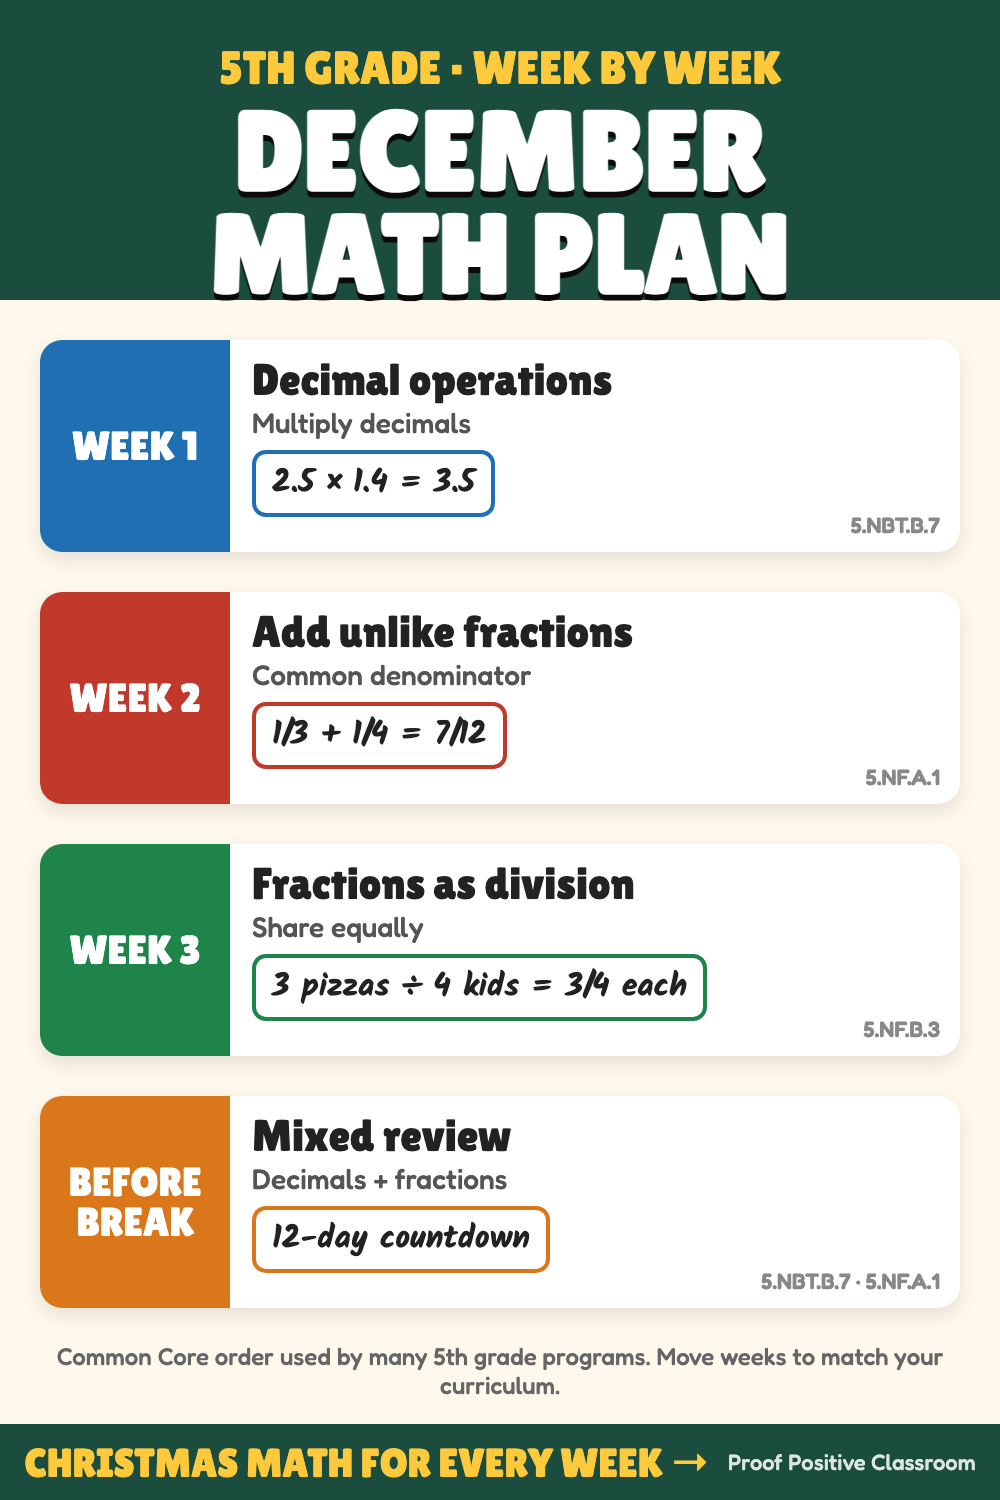 5TH GRADE · WEEK BY WEEK
DECEMBER
MATH PLAN
WEEK 1
Decimal operations
Multiply decimals
2.5 × 1.4 = 3.5
5.NBT.B.7
WEEK 2
Add unlike fractions
Common denominator
1/3 + 1/4 = 7/12
5.NF.A.1
WEEK 3
Fractions as division
Share equally
3 pizzas ÷ 4 kids = 3/4 each
5.NF.B.3
BEFORE
BREAK
Mixed review
Decimals + fractions
12-day countdown
5.NBT.B.7 · 5.NF.A.1
Common Core order used by many 5th grade programs. Move weeks to match your
curriculum.
CHRISTMAS MATH FOR EVERY WEEK → Proof Positive Classroom